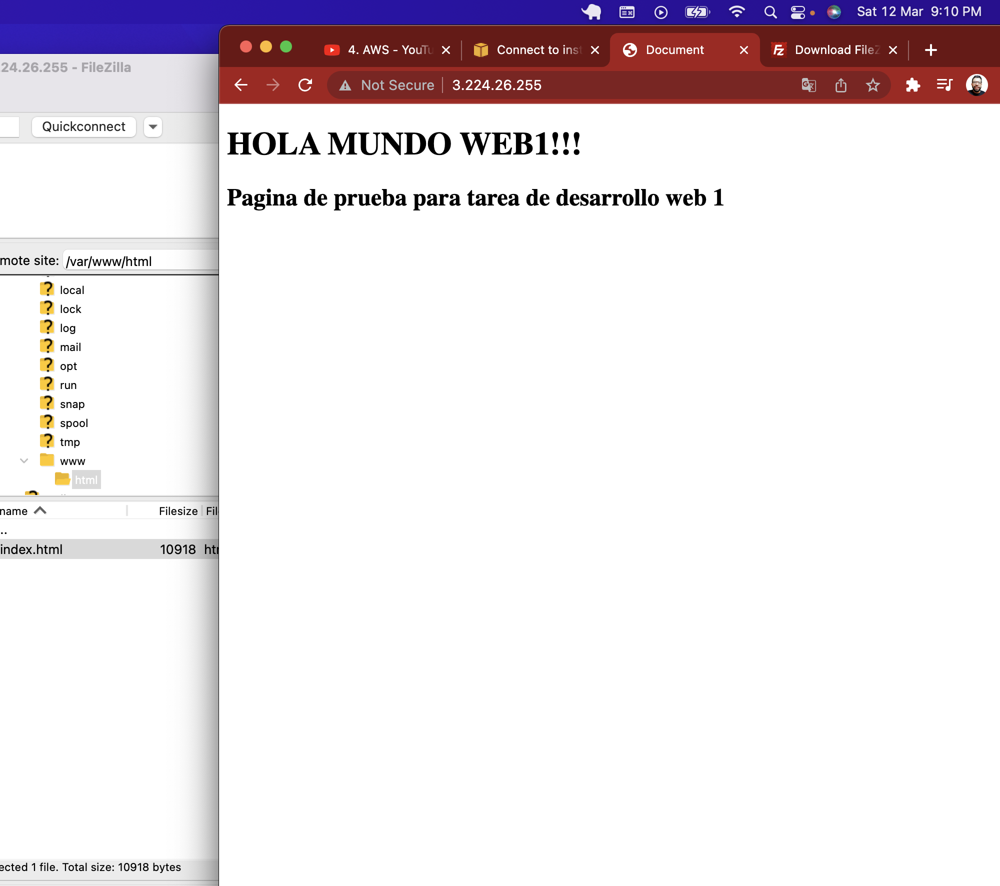 Sat 12 Mar 9:10 PM
24.26.255 - FileZilla
4. AWS - YouTu
Connect to inst
Document
Download FileZ
Not Secure
3.224.26.255
Quickconnect
HOLA MUNDO WEB1!!!
Pagina de prueba para tarea de desarrollo web 1
mote site: /var/www/html
local
lock
log
mail
opt
run
snap
spool
tmp
www
html
name Filesize Fil
..
index.html 10918 htm
ected 1 file. Total size: 10918 bytes